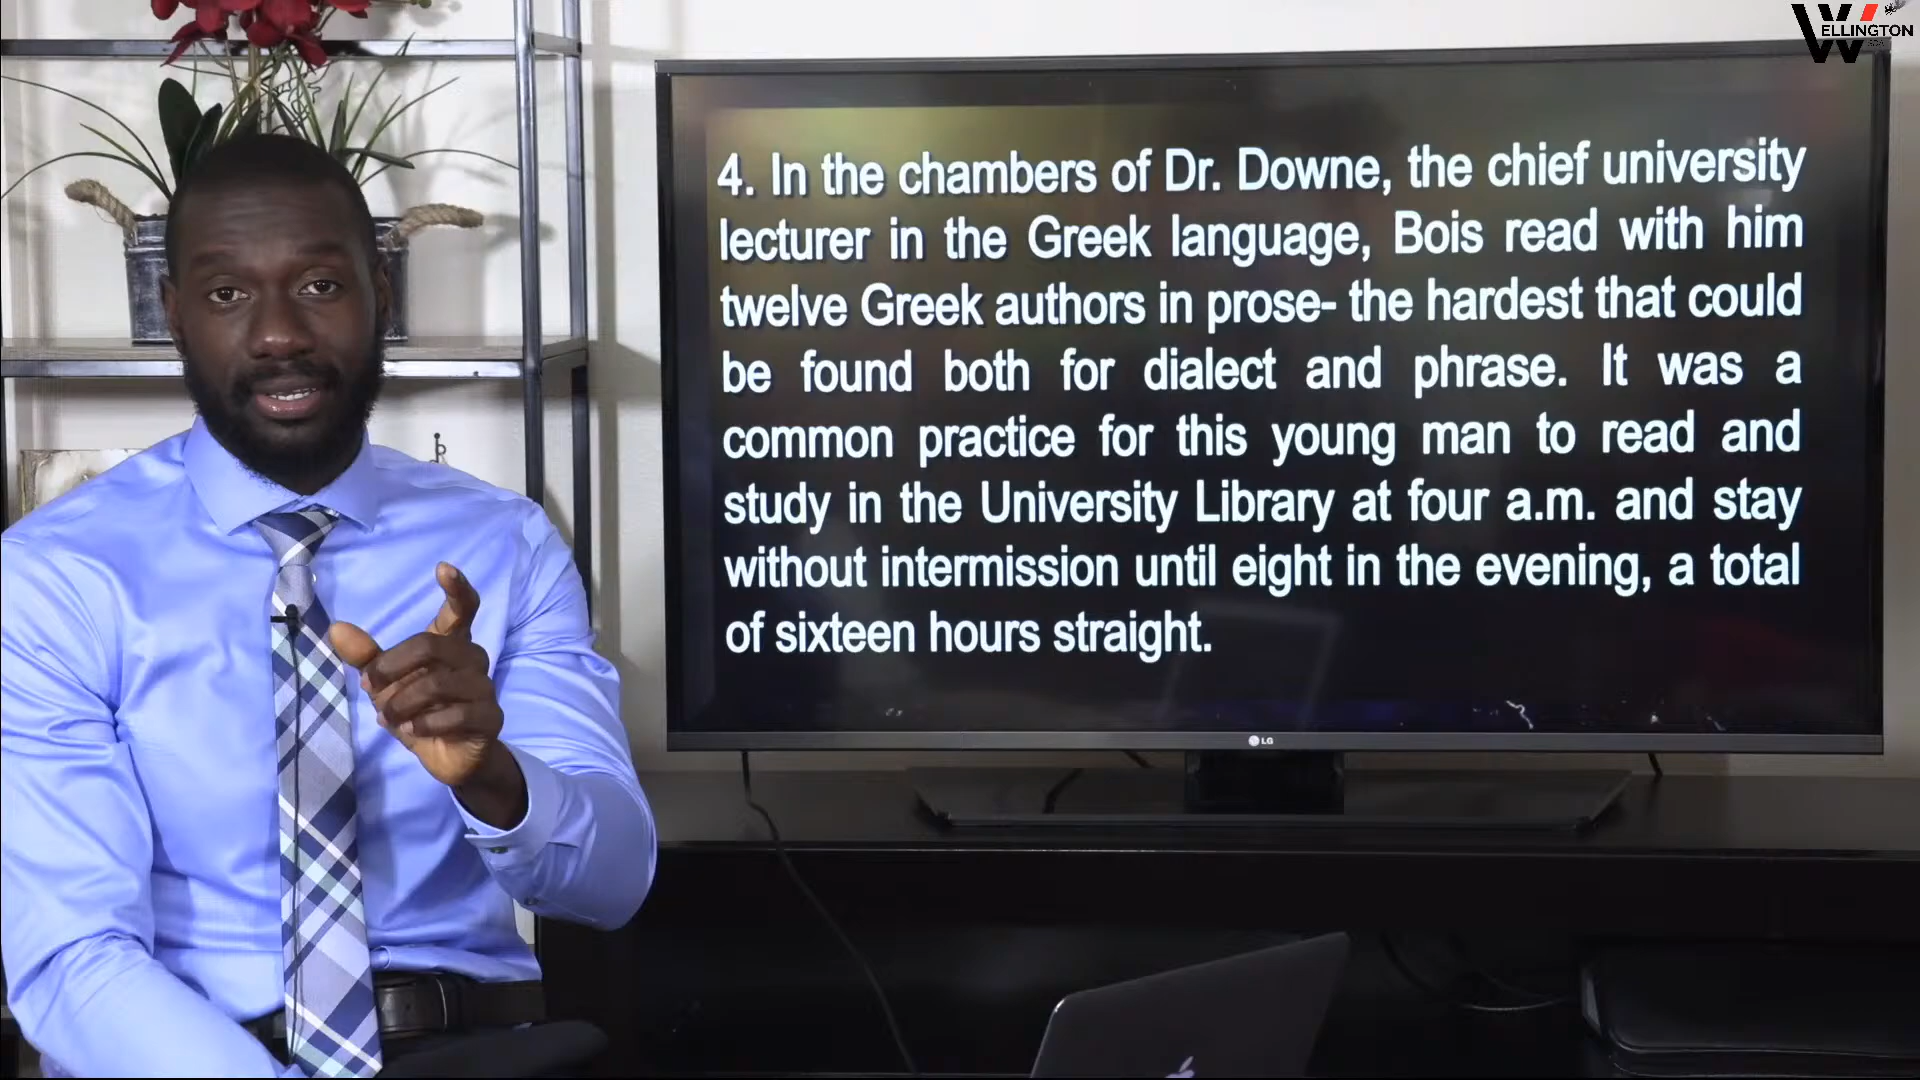 WELLINGTON
SDA
4. In the chambers of Dr. Downe, the chief university
lecturer in the Greek language, Bois read with him
twelve Greek authors in prose- the hardest that could
be found both for dialect and phrase. It was a
common practice for this young man to read and
study in the University Library at four a.m. and stay
without intermission until eight in the evening, a total
of sixteen hours straight.
LG